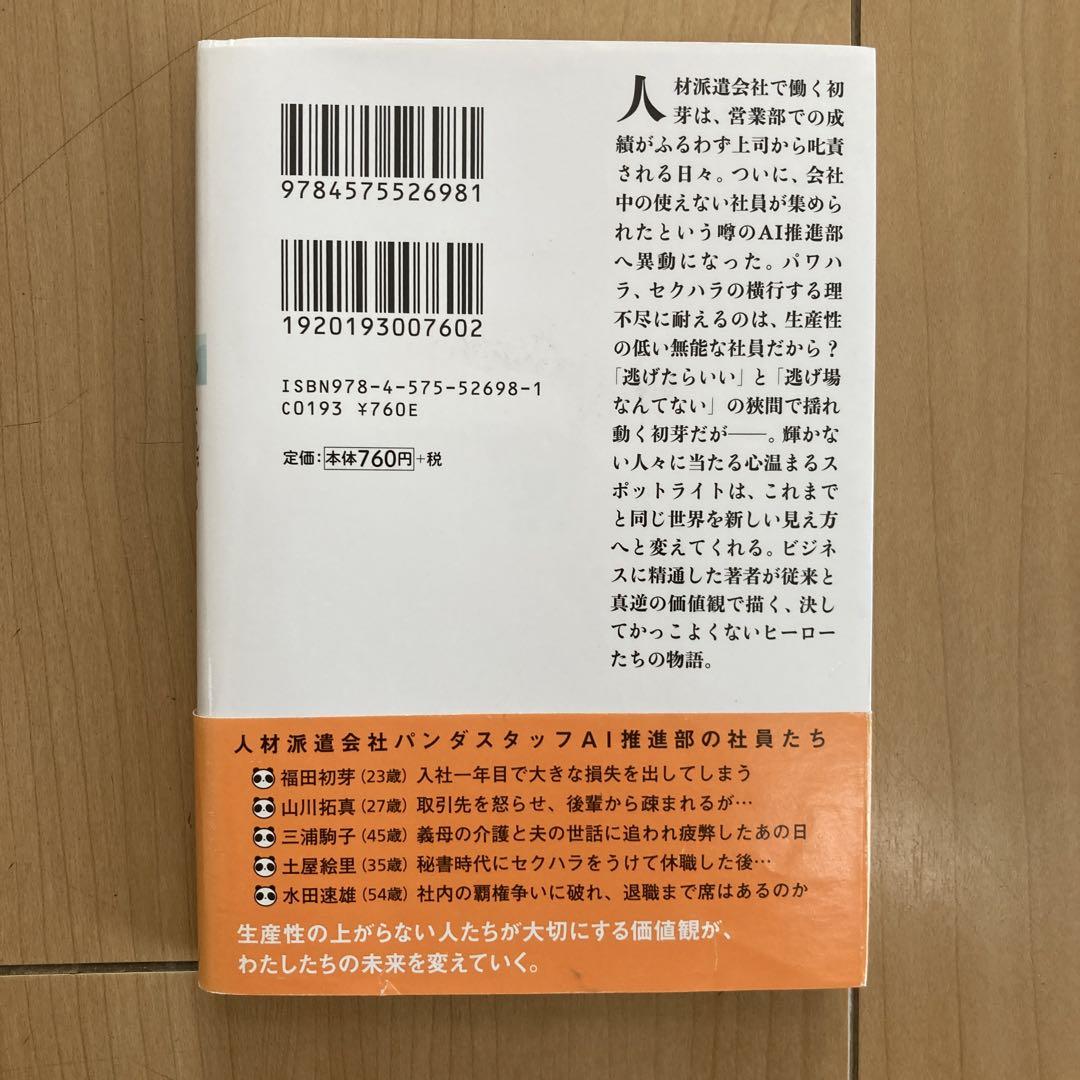 9784575526981
1920193007602
ISBN978-4-575-52698-1
C0193 ¥760E
定価：本体760円+税
人材派遣会社で働く初
芽は、営業部での成
績がふるわず上司から叱責
される日々。ついに、会社
中の使えない社員が集めら
れたという噂のAI推進部
へ異動になった。パワハ
ラ、セクハラの横行する理
不尽に耐えるのは、生産性
の低い無能な社員だから？
「逃げたらいい」と「逃げ場
なんてない」の狭間で揺れ
動く初芽だが――。輝かな
い人々に当たる心温まるス
ポットライトは、これまで
と同じ世界を新しい見え方
へと変えてくれる。ビジネ
スに精通した著者が従来と
真逆の価値観で描く、決し
てかっこよくないヒーロー
たちの物語。
人材派遣会社パンダスタッフAI推進部の社員たち
福田初芽（23歳）入社一年目で大きな損失を出してしまう
山川拓真（27歳）取引先を怒らせ、後輩から疎まれるが…
三浦駒子（45歳）義母の介護と夫の世話に追われ疲弊したあの日
土屋絵里（35歳）秘書時代にセクハラをうけて休職した後…
水田速雄（54歳）社内の覇権争いに破れ、退職まで席はあるのか
生産性の上がらない人たちが大切にする価値観が、
わたしたちの未来を変えていく。